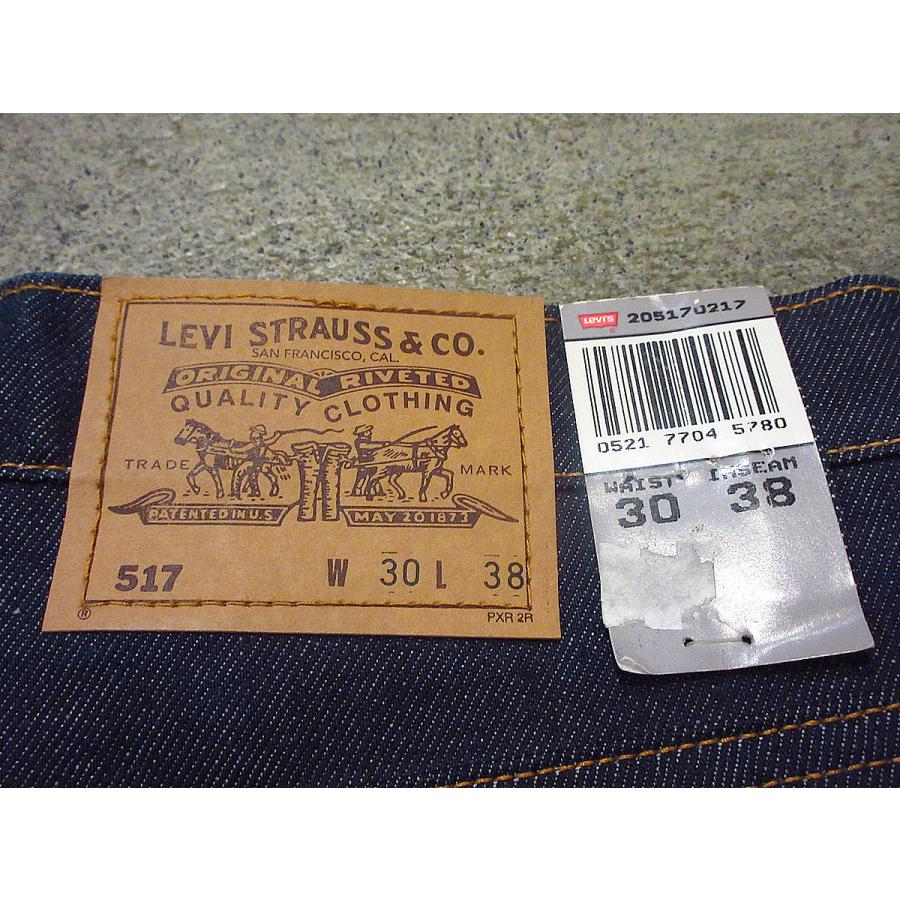 LEVI STRAUSS & CO.
SAN FRANCISCO, CAL.
ORIGINAL RIVETED
QUALITY CLOTHING
TRADE MARK
PATENTED IN U.S. MAY 20 1873
517 W 30 L 38
®
PXR 2R
Levi's
®
205170217
0521 7704 5780
WAIST INSEAM
30 38